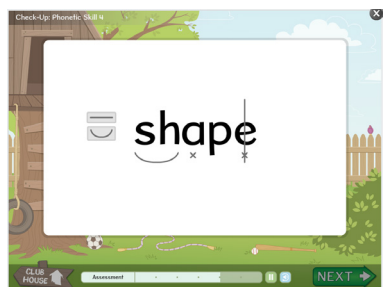 Check-Up: Phonetic Skill 4
shape
CLUB
HOUSE
Assessment
NEXT